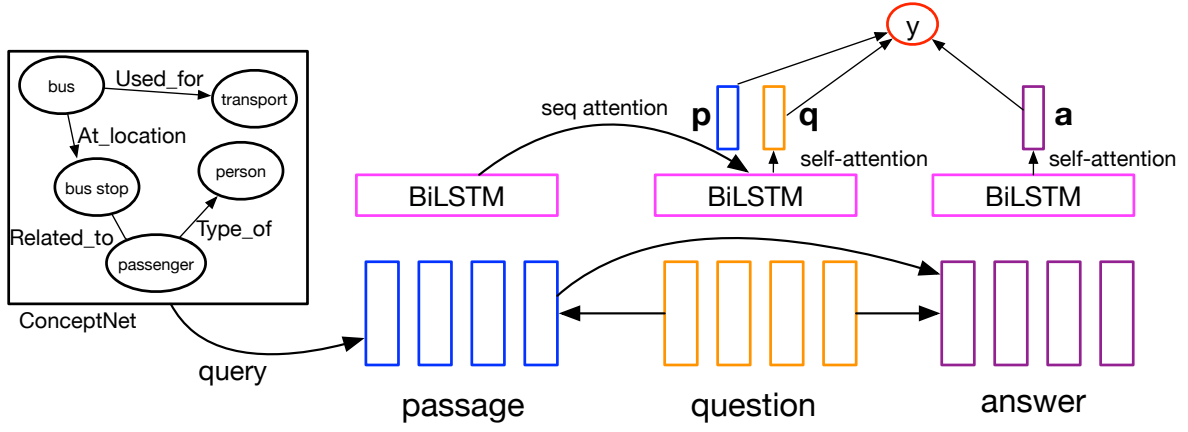 bus
Used_for
transport
At_location
bus stop
person
Related_to
Type_of
passenger
ConceptNet
query
y
seq attention
p
q
a
self-attention
self-attention
BiLSTM
BiLSTM
BiLSTM
passage
question
answer